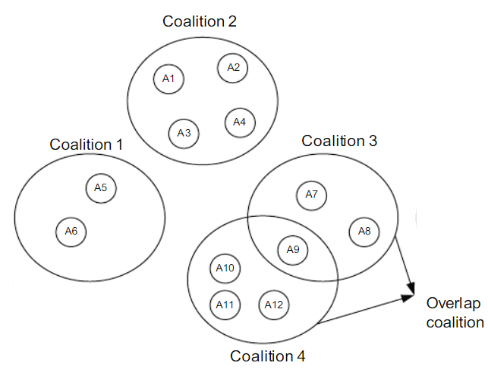 Coalition 2
A1
A2
A3
A4
Coalition 1
A5
A6
Coalition 3
A7
A8
A9
A10
A11
A12
Coalition 4
Overlap
coalition